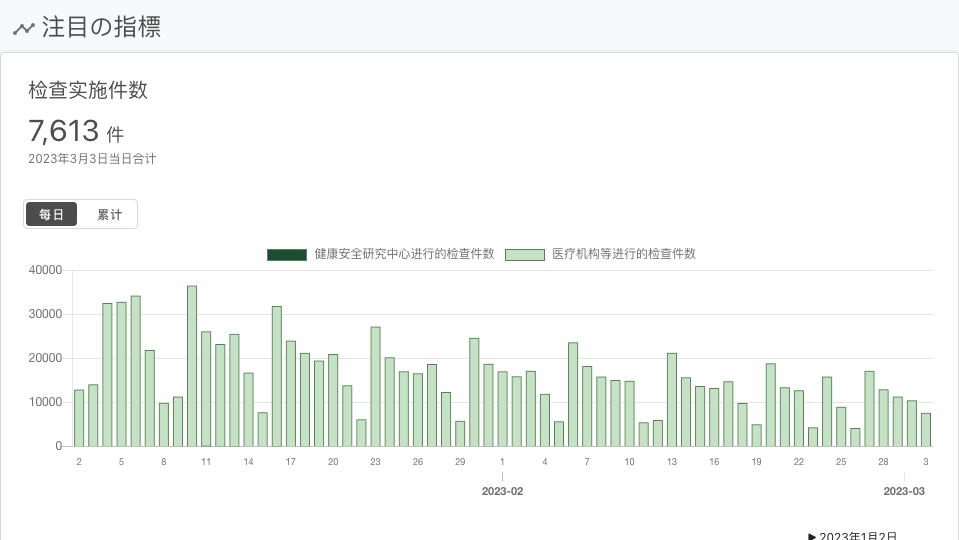 注目の指標
检查实施件数
7,613 件
2023年3月3日当日合计
每日 累计
健康安全研究中心进行的检查件数 医疗机构等进行的检查件数
40000
30000
20000
10000
0
2 5 8 11 14 17 20 23 26 29 1 4 7 10 13 16 19 22 25 28 3
2023-02 2023-03
▶ 2023年1月2日